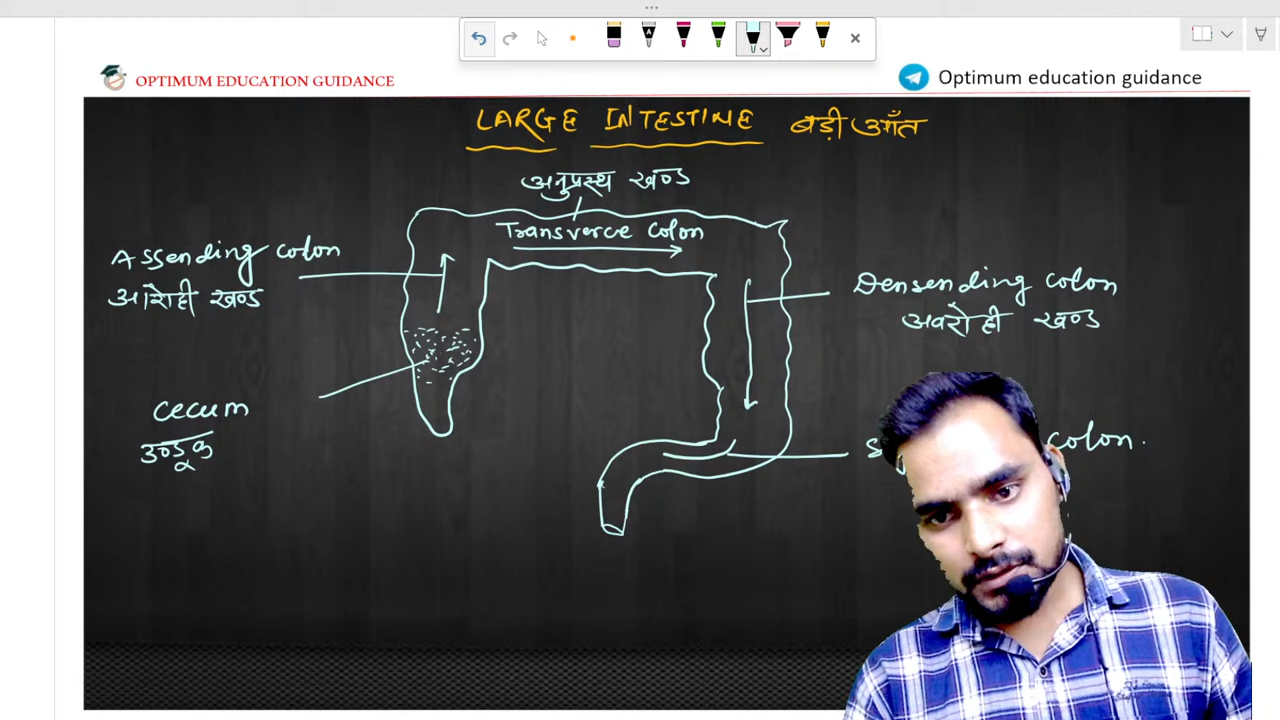 OPTIMUM EDUCATION GUIDANCE
Optimum education guidance
LARGE INTESTINE बड़ी आँत
अनुप्रस्थ खण्ड
Transverce colon
Assending colon
आरोही खण्ड
Densending colon
अवरोही खण्ड
cecum
उण्डूक
colon.